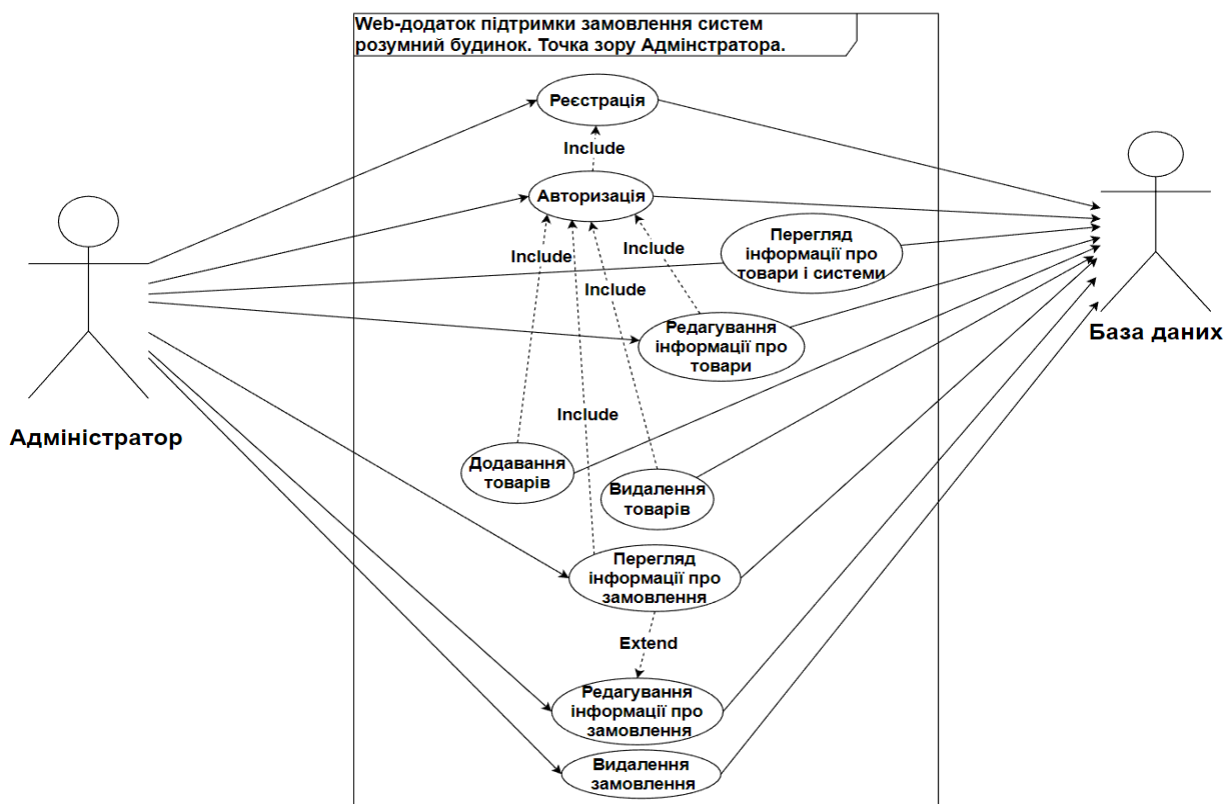 Web-додаток підтримки замовлення систем
розумний будинок. Точка зору Адмінстратора.
Реєстрація
Include
Авторизація
Include
Include
Include
Перегляд
інформації про
товари і системи
Редагування
інформації про
товари
База даних
Адміністратор
Include
Додавання
товарів
Видалення
товарів
Перегляд
інформації про
замовлення
Extend
Редагування
інформації про
замовлення
Видалення
замовлення